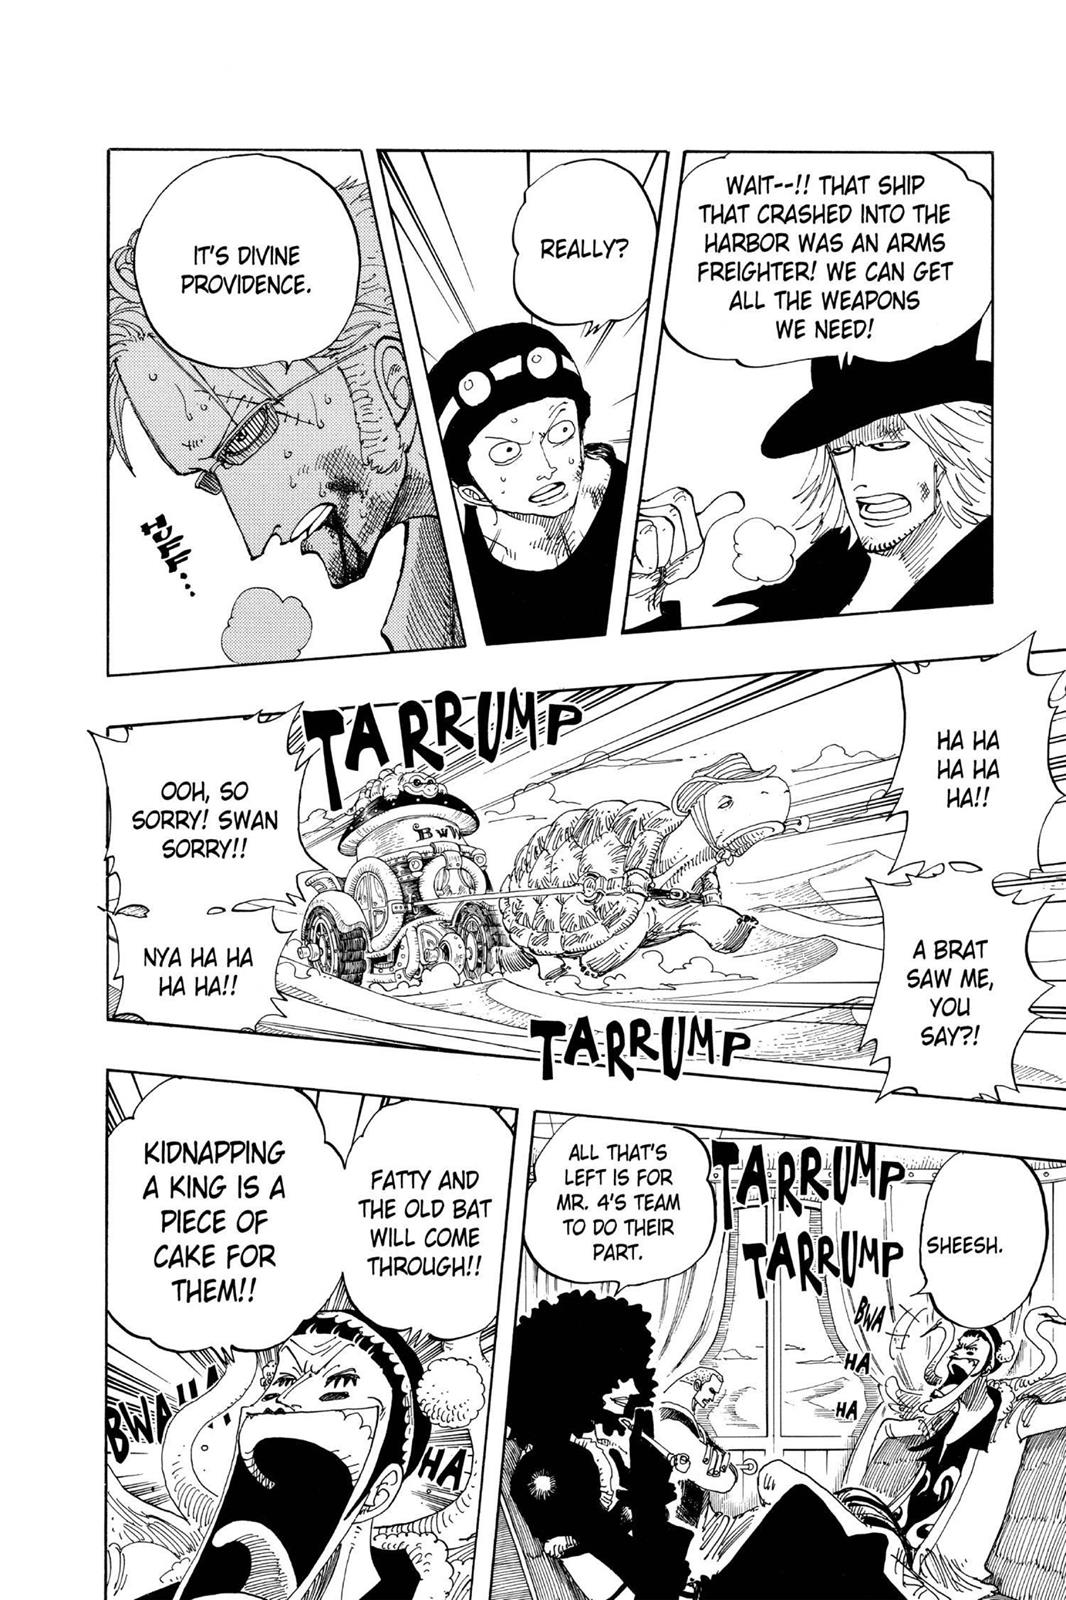 WAIT--!! THAT SHIP
THAT CRASHED INTO THE
HARBOR WAS AN ARMS
FREIGHTER! WE CAN GET
ALL THE WEAPONS
WE NEED!
REALLY?
IT'S DIVINE
PROVIDENCE.
HUFF...
HA HA
HA HA
HA!!
A BRAT
SAW ME,
YOU
SAY?!
TARRUMP
TARRUMP
BWW
OOH, SO
SORRY! SWAN
SORRY!!
NYA HA HA
HA HA!!
SHEESH.
TARRUMP
TARRUMP
BWA
HA
HA
ALL THAT'S
LEFT IS FOR
MR. 4'S TEAM
TO DO THEIR
PART.
FATTY AND
THE OLD BAT
WILL COME
THROUGH!!
KIDNAPPING
A KING IS A
PIECE OF
CAKE FOR
THEM!!
BWA HA
HA